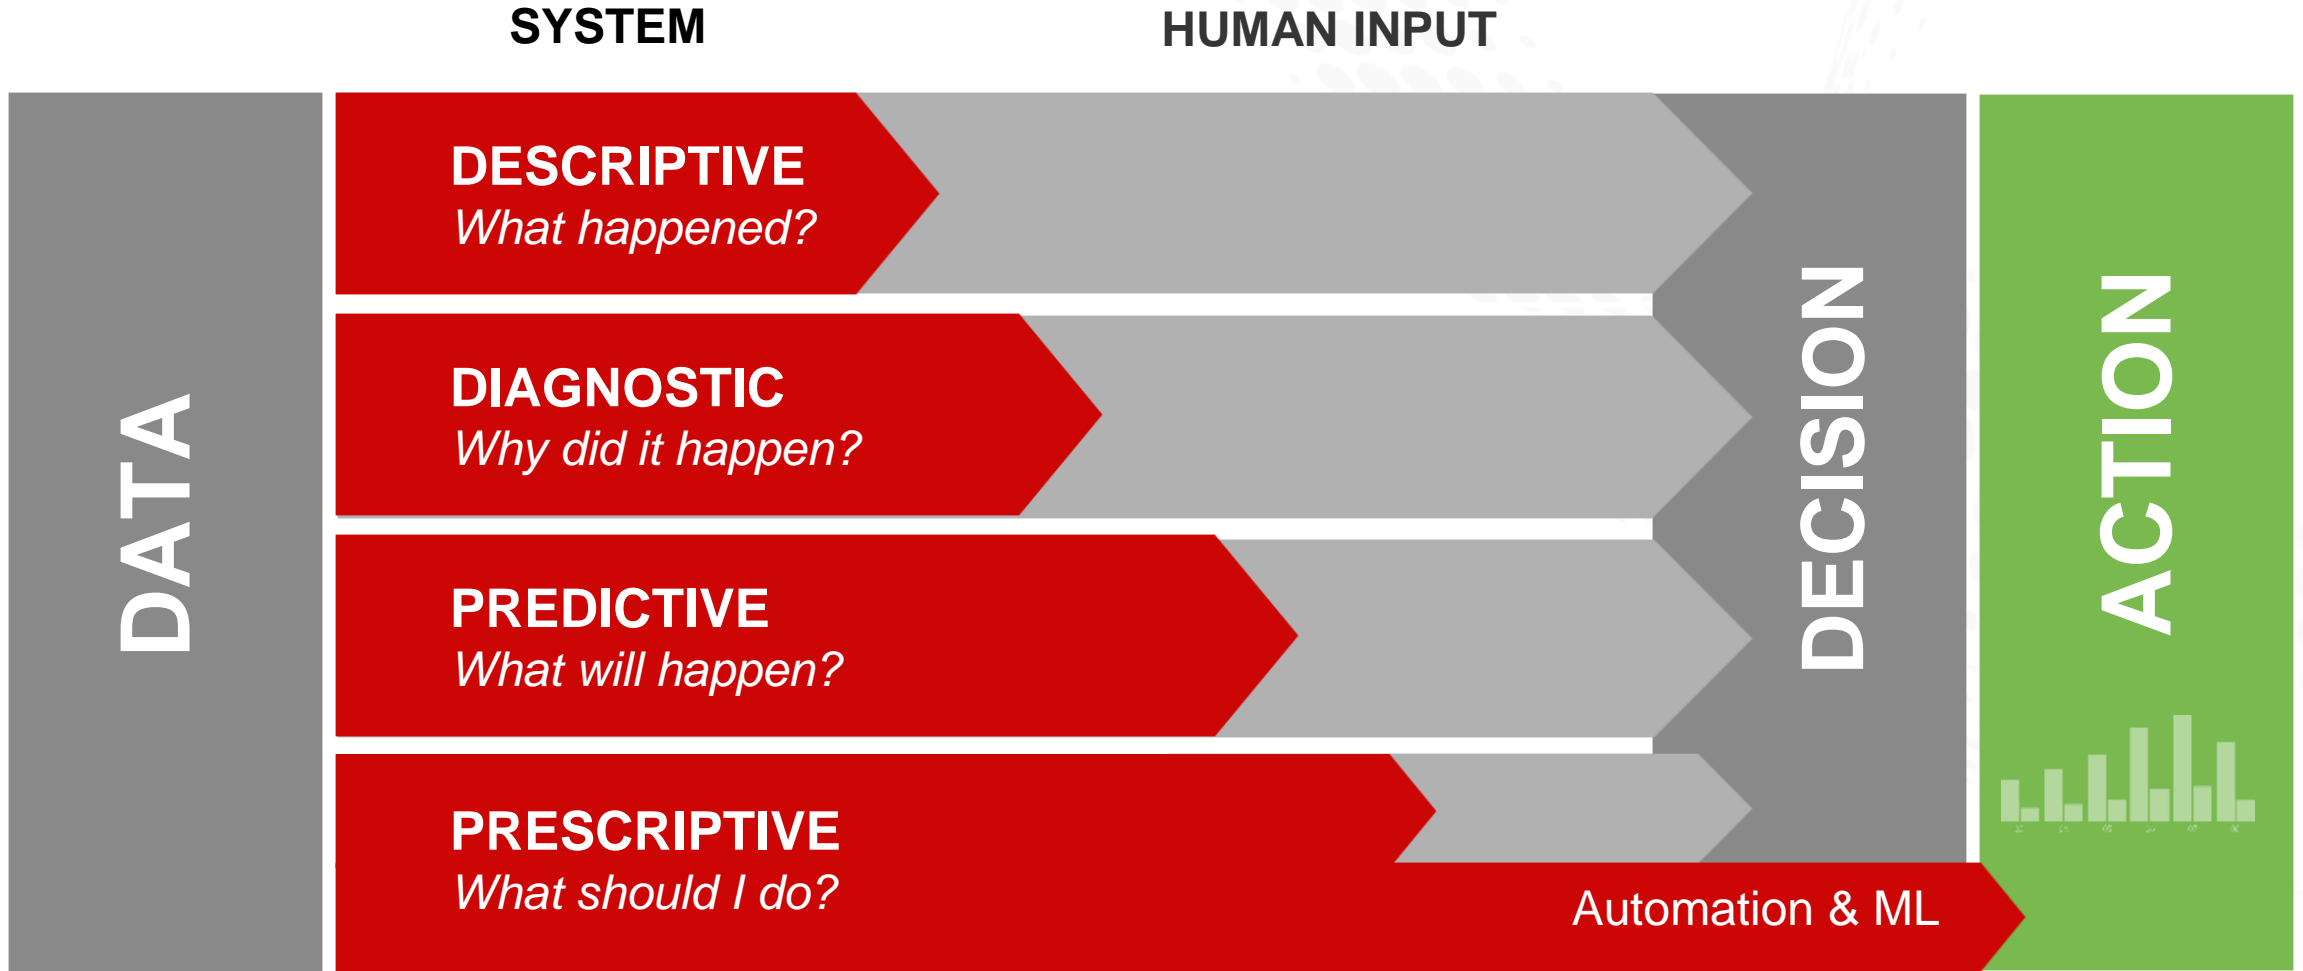 SYSTEM
HUMAN INPUT
DATA
DESCRIPTIVE
What happened?
DIAGNOSTIC
Why did it happen?
PREDICTIVE
What will happen?
PRESCRIPTIVE
What should I do?
Automation & ML
DECISION
ACTION